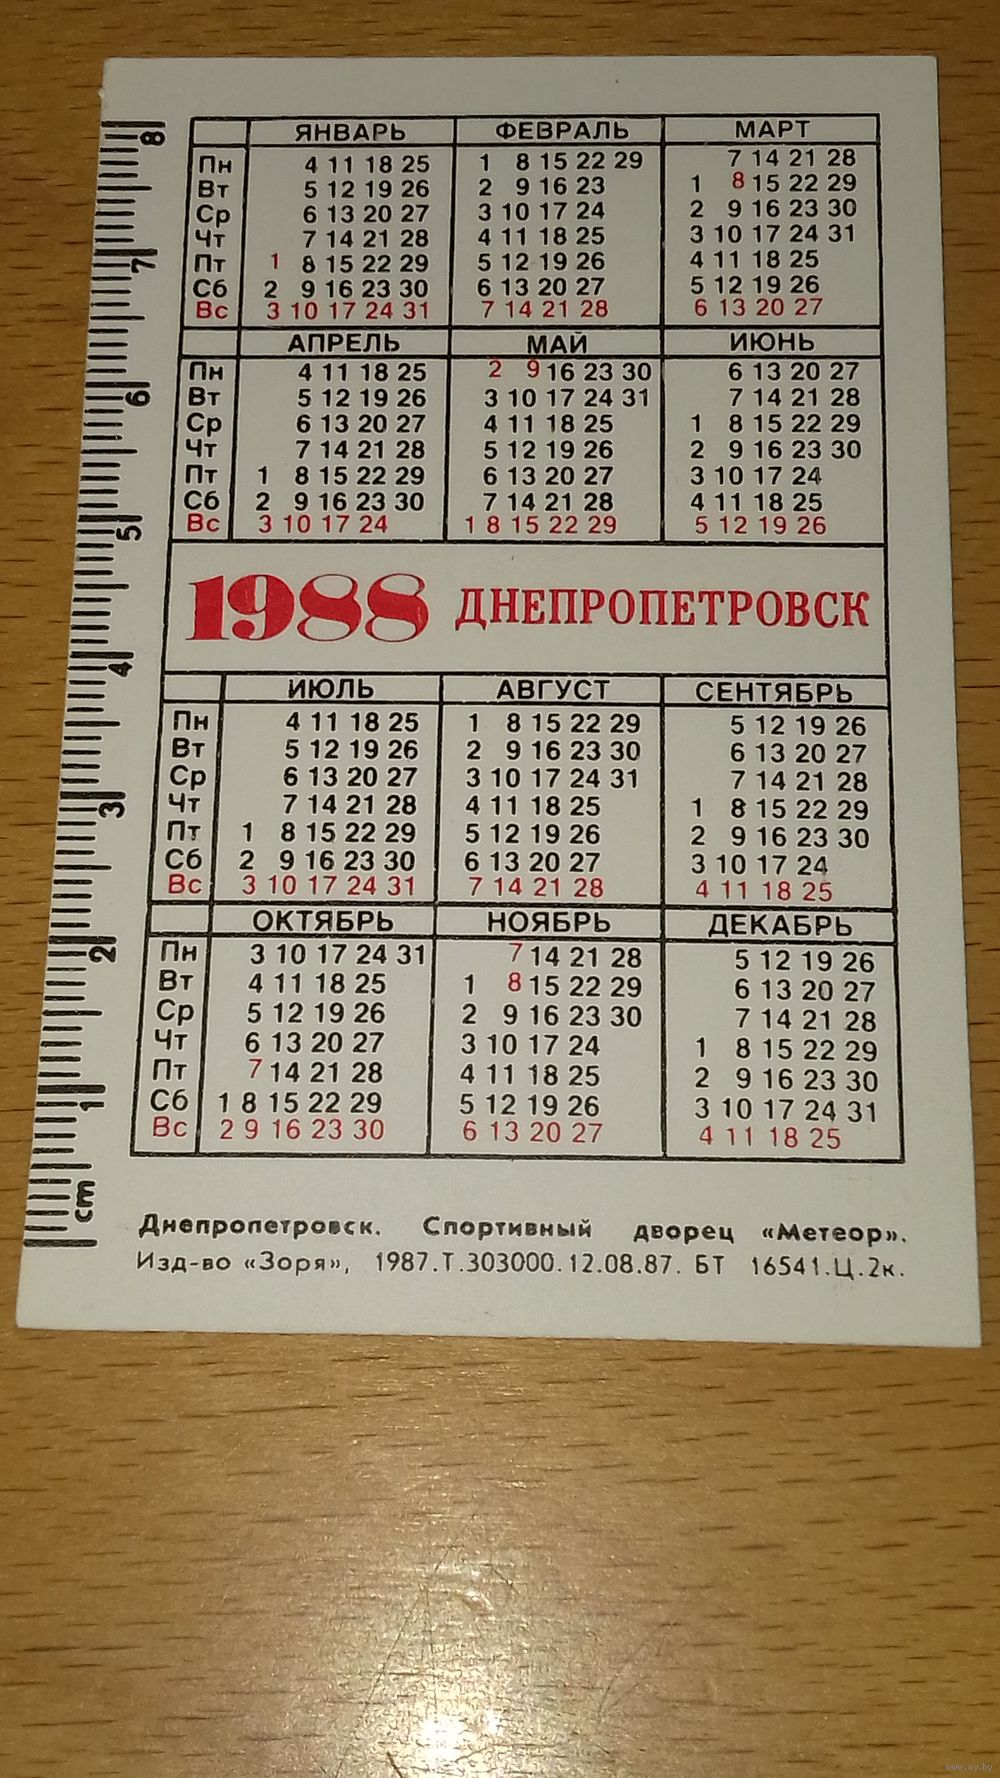 ЯНВАРЬ ФЕВРАЛЬ МАРТ
Пн 4 11 18 25 1 8 15 22 29 7 14 21 28
Вт 5 12 19 26 2 9 16 23 1 8 15 22 29
Ср 6 13 20 27 3 10 17 24 2 9 16 23 30
Чт 7 14 21 28 4 11 18 25 3 10 17 24 31
Пт 1 8 15 22 29 5 12 19 26 4 11 18 25
Сб 2 9 16 23 30 6 13 20 27 5 12 19 26
Вс 3 10 17 24 31 7 14 21 28 6 13 20 27
АПРЕЛЬ МАЙ ИЮНЬ
Пн 4 11 18 25 2 9 16 23 30 6 13 20 27
Вт 5 12 19 26 3 10 17 24 31 7 14 21 28
Ср 6 13 20 27 4 11 18 25 1 8 15 22 29
Чт 7 14 21 28 5 12 19 26 2 9 16 23 30
Пт 1 8 15 22 29 6 13 20 27 3 10 17 24
Сб 2 9 16 23 30 7 14 21 28 4 11 18 25
Вс 3 10 17 24 1 8 15 22 29 5 12 19 26
1988 ДНЕПРОПЕТРОВСК
ИЮЛЬ АВГУСТ СЕНТЯБРЬ
Пн 4 11 18 25 1 8 15 22 29 5 12 19 26
Вт 5 12 19 26 2 9 16 23 30 6 13 20 27
Ср 6 13 20 27 3 10 17 24 31 7 14 21 28
Чт 7 14 21 28 4 11 18 25 1 8 15 22 29
Пт 1 8 15 22 29 5 12 19 26 2 9 16 23 30
Сб 2 9 16 23 30 6 13 20 27 3 10 17 24
Вс 3 10 17 24 31 7 14 21 28 4 11 18 25
ОКТЯБРЬ НОЯБРЬ ДЕКАБРЬ
Пн 3 10 17 24 31 7 14 21 28 5 12 19 26
Вт 4 11 18 25 1 8 15 22 29 6 13 20 27
Ср 5 12 19 26 2 9 16 23 30 7 14 21 28
Чт 6 13 20 27 3 10 17 24 1 8 15 22 29
Пт 7 14 21 28 4 11 18 25 2 9 16 23 30
Сб 1 8 15 22 29 5 12 19 26 3 10 17 24 31
Вс 2 9 16 23 30 6 13 20 27 4 11 18 25
Днепропетровск. Спортивный дворец «Метеор».
Изд-во «Зоря», 1987. Т.303000. 12.08.87. БТ 16541. Ц. 2к.
cm 1 2 3 4 5 6 7 8
www.ay.by